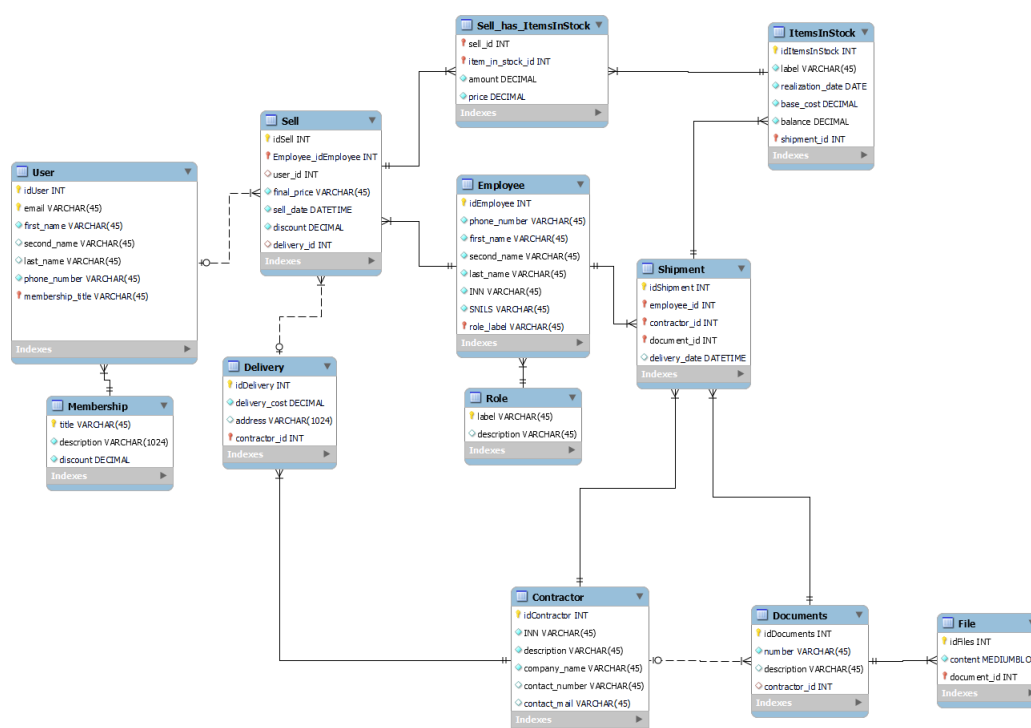 Sell_has_ItemsInStock
sell_id INT
item_in_stock_id INT
amount DECIMAL
price DECIMAL
Indexes
ItemsInStock
idItemsInStock INT
label VARCHAR(45)
realization_date DATE
base_cost DECIMAL
balance DECIMAL
shipment_id INT
Indexes
Sell
idSell INT
Employee_idEmployee INT
user_id INT
final_price VARCHAR(45)
sell_date DATETIME
discount DECIMAL
delivery_id INT
Indexes
User
idUser INT
email VARCHAR(45)
first_name VARCHAR(45)
second_name VARCHAR(45)
last_name VARCHAR(45)
phone_number VARCHAR(45)
membership_title VARCHAR(45)
Indexes
Employee
idEmployee INT
phone_number VARCHAR(45)
first_name VARCHAR(45)
second_name VARCHAR(45)
last_name VARCHAR(45)
INN VARCHAR(45)
SNILS VARCHAR(45)
role_label VARCHAR(45)
Indexes
Shipment
idShipment INT
employee_id INT
contractor_id INT
document_id INT
delivery_date DATETIME
Indexes
Delivery
idDelivery INT
delivery_cost DECIMAL
address VARCHAR(1024)
contractor_id INT
Indexes
Role
label VARCHAR(45)
description VARCHAR(45)
Indexes
Membership
title VARCHAR(45)
description VARCHAR(1024)
discount DECIMAL
Indexes
Contractor
idContractor INT
INN VARCHAR(45)
description VARCHAR(45)
company_name VARCHAR(45)
contact_number VARCHAR(45)
contact_mail VARCHAR(45)
Indexes
Documents
idDocuments INT
number VARCHAR(45)
description VARCHAR(45)
contractor_id INT
Indexes
File
idFiles INT
content MEDIUMBLO
document_id INT
Indexes